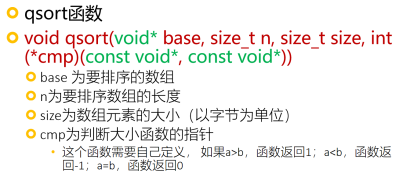 qsort函数
void qsort(void* base, size_t n, size_t size, int
(*cmp)(const void*, const void*))
base 为要排序的数组
n为要排序数组的长度
size为数组元素的大小（以字节为单位）
cmp为判断大小函数的指针
这个函数需要自己定义， 如果a>b，函数返回1；a<b，函数返
回-1；a=b，函数返回0